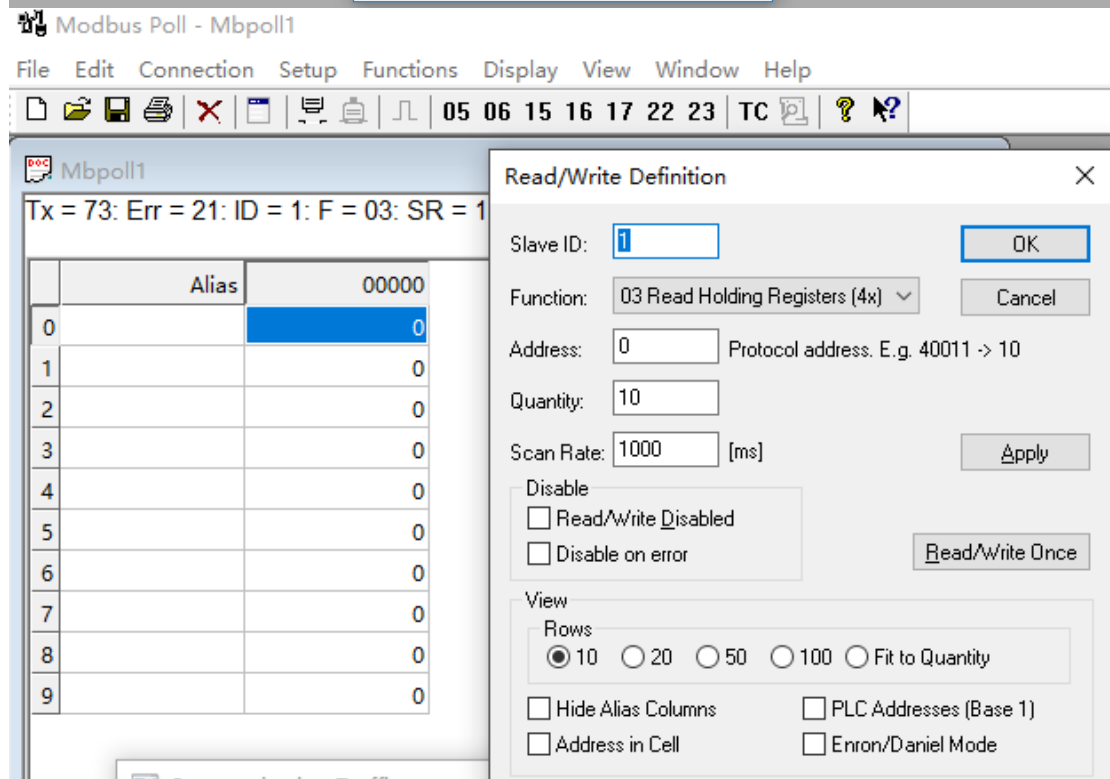 Modbus Poll - Mbpoll1
File Edit Connection Setup Functions Display View Window Help
05 06 15 16 17 22 23 TC ? ?
DOC Mbpoll1
Tx = 73: Err = 21: ID = 1: F = 03: SR = 1
Alias 00000
0 0
1 0
2 0
3 0
4 0
5 0
6 0
7 0
8 0
9 0
Read/Write Definition
Slave ID: 1 OK
Function: 03 Read Holding Registers (4x) Cancel
Address: 0 Protocol address. E.g. 40011 -> 10
Quantity: 10
Scan Rate: 1000 [ms] Apply
Disable
Read/Write Disabled
Disable on error
Read/Write Once
View
Rows
10 20 50 100 Fit to Quantity
Hide Alias Columns PLC Addresses (Base 1)
Address in Cell Enron/Daniel Mode